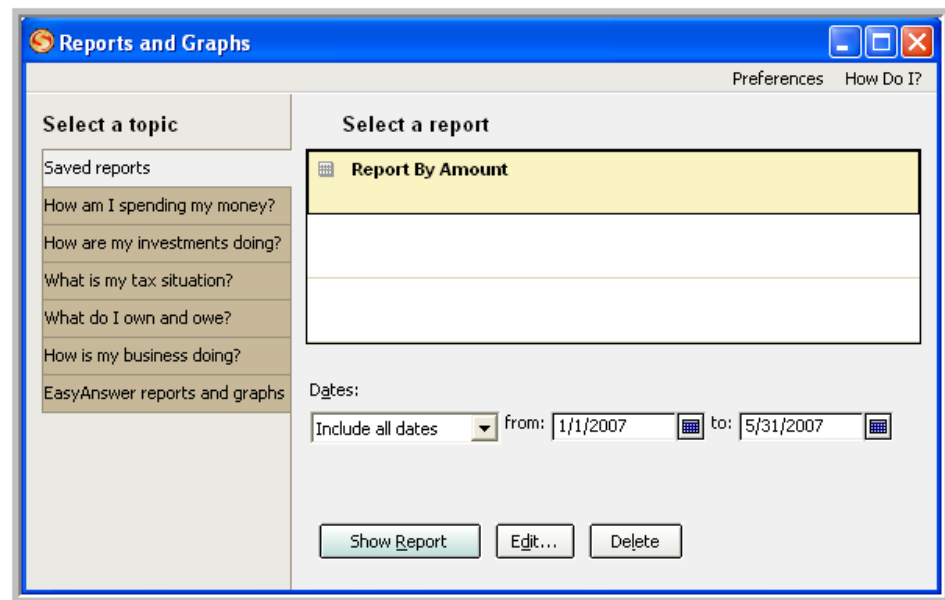 Reports and Graphs
Preferences How Do I?
Select a topic
Saved reports
How am I spending my money?
How are my investments doing?
What is my tax situation?
What do I own and owe?
How is my business doing?
EasyAnswer reports and graphs
Select a report
Report By Amount
Dates:
Include all dates from: 1/1/2007 to: 5/31/2007
Show Report Edit... Delete